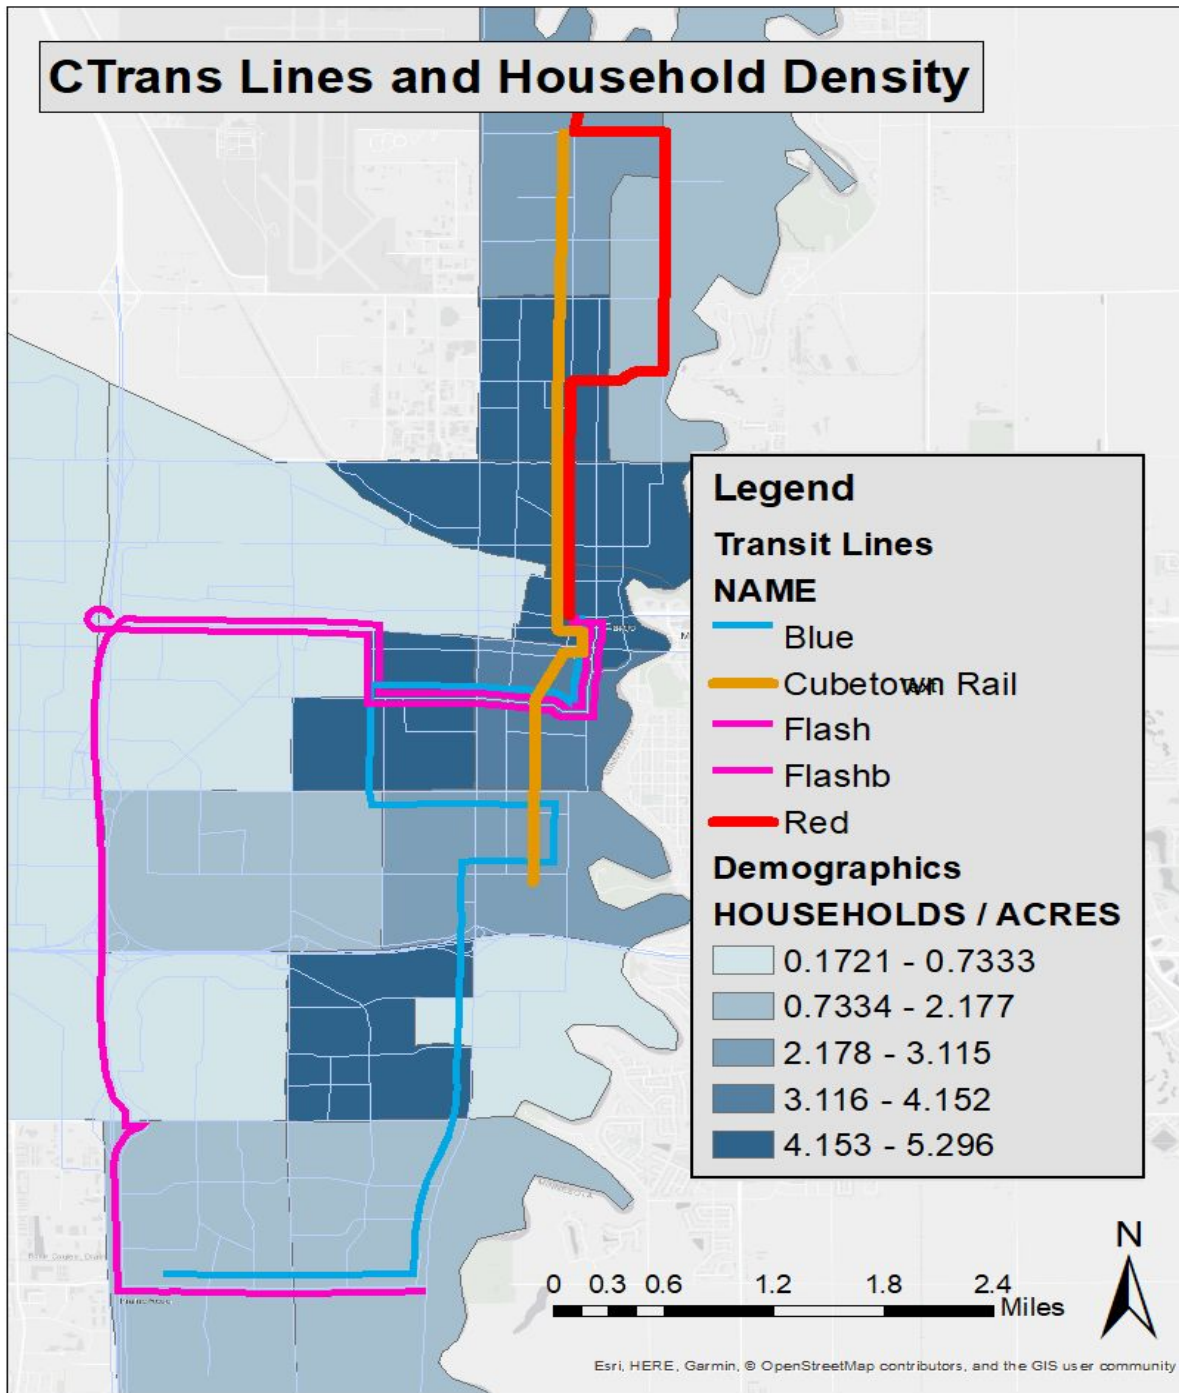 CTrans Lines and Household Density
Legend
Transit Lines
NAME
Blue
Cubetown Rail
Text
Flash
Flashb
Red
Demographics
HOUSEHOLDS / ACRES
0.1721 - 0.7333
0.7334 - 2.177
2.178 - 3.115
3.116 - 4.152
4.153 - 5.296
N
0 0.3 0.6 1.2 1.8 2.4
Miles
Esri, HERE, Garmin, © OpenStreetMap contributors, and the GIS user community